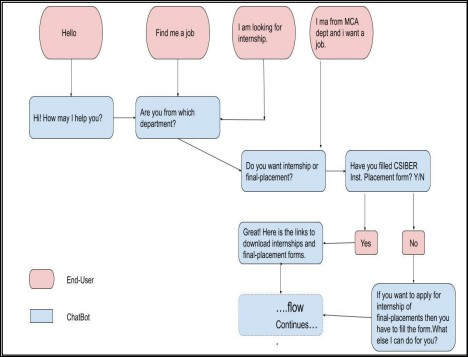 Hello
Find me a job
I am looking for
internship.
I ma from MCA
dept and i want a
job.
Hi! How may I help you?
Are you from which
department?
Do you want internship or
final-placement?
Have you filled CSIBER
Inst. Placement form? Y/N
Great! Here is the links to
download internships and
final-placement forms.
Yes
No
End-User
ChatBot
....flow
Continues...
.
If you want to apply for
internship of
final-placements then you
have to fill the form.What
else I can do for you?